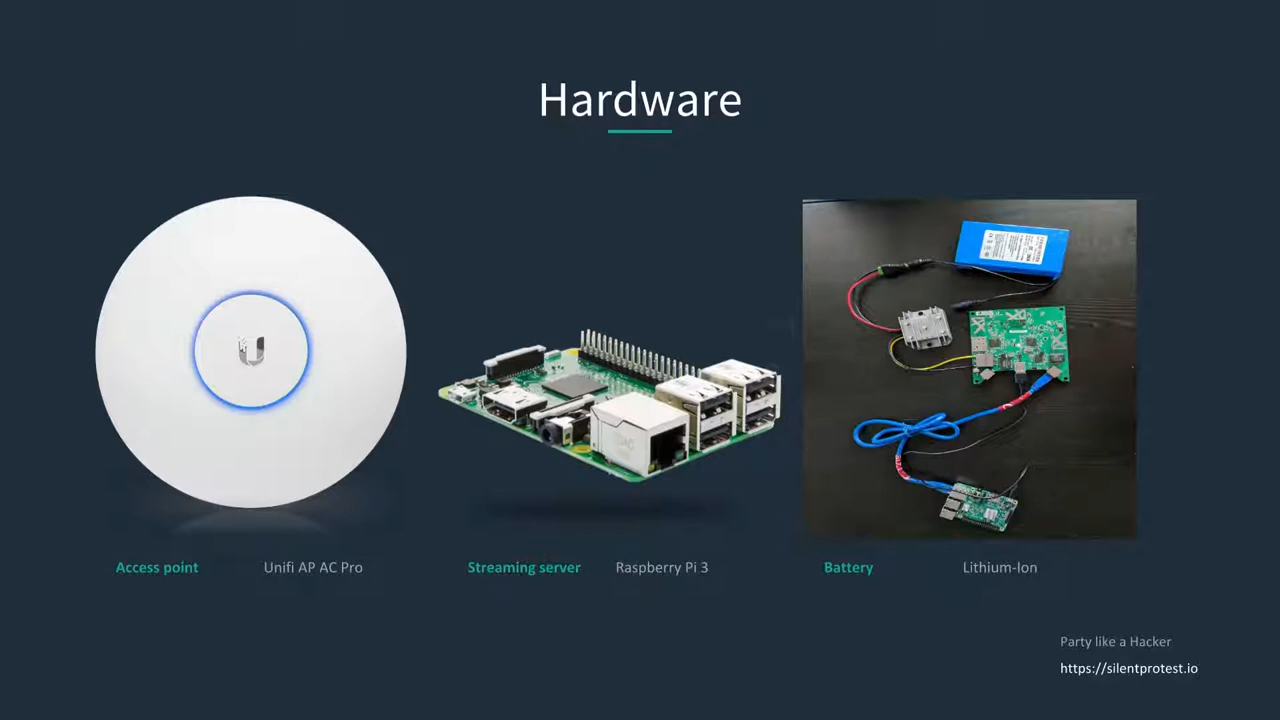 Hardware
Access point Unifi AP AC Pro
Streaming server Raspberry Pi 3
Battery Lithium-Ion
Party like a Hacker
https://silentprotest.io